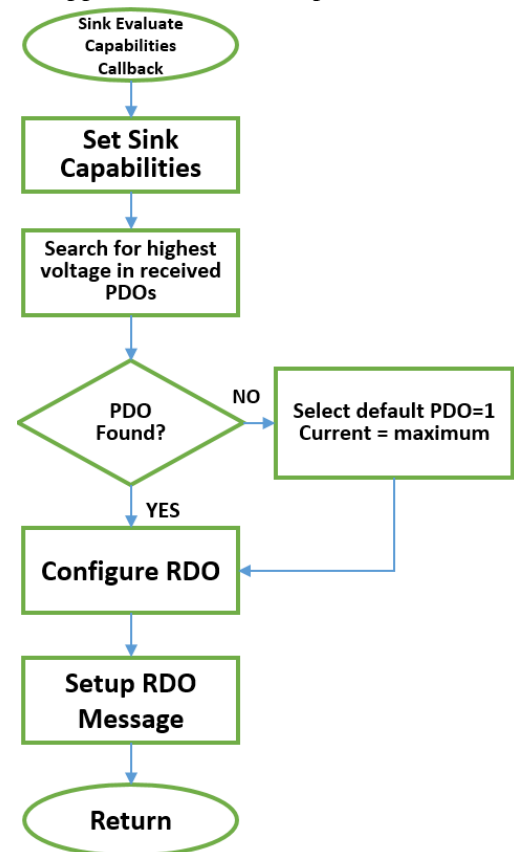 Sink Evaluate
Capabilities
Callback
Set Sink
Capabilities
Search for highest
voltage in received
PDOs
PDO
Found?
NO
Select default PDO=1
Current = maximum
YES
Configure RDO
Setup RDO
Message
Return